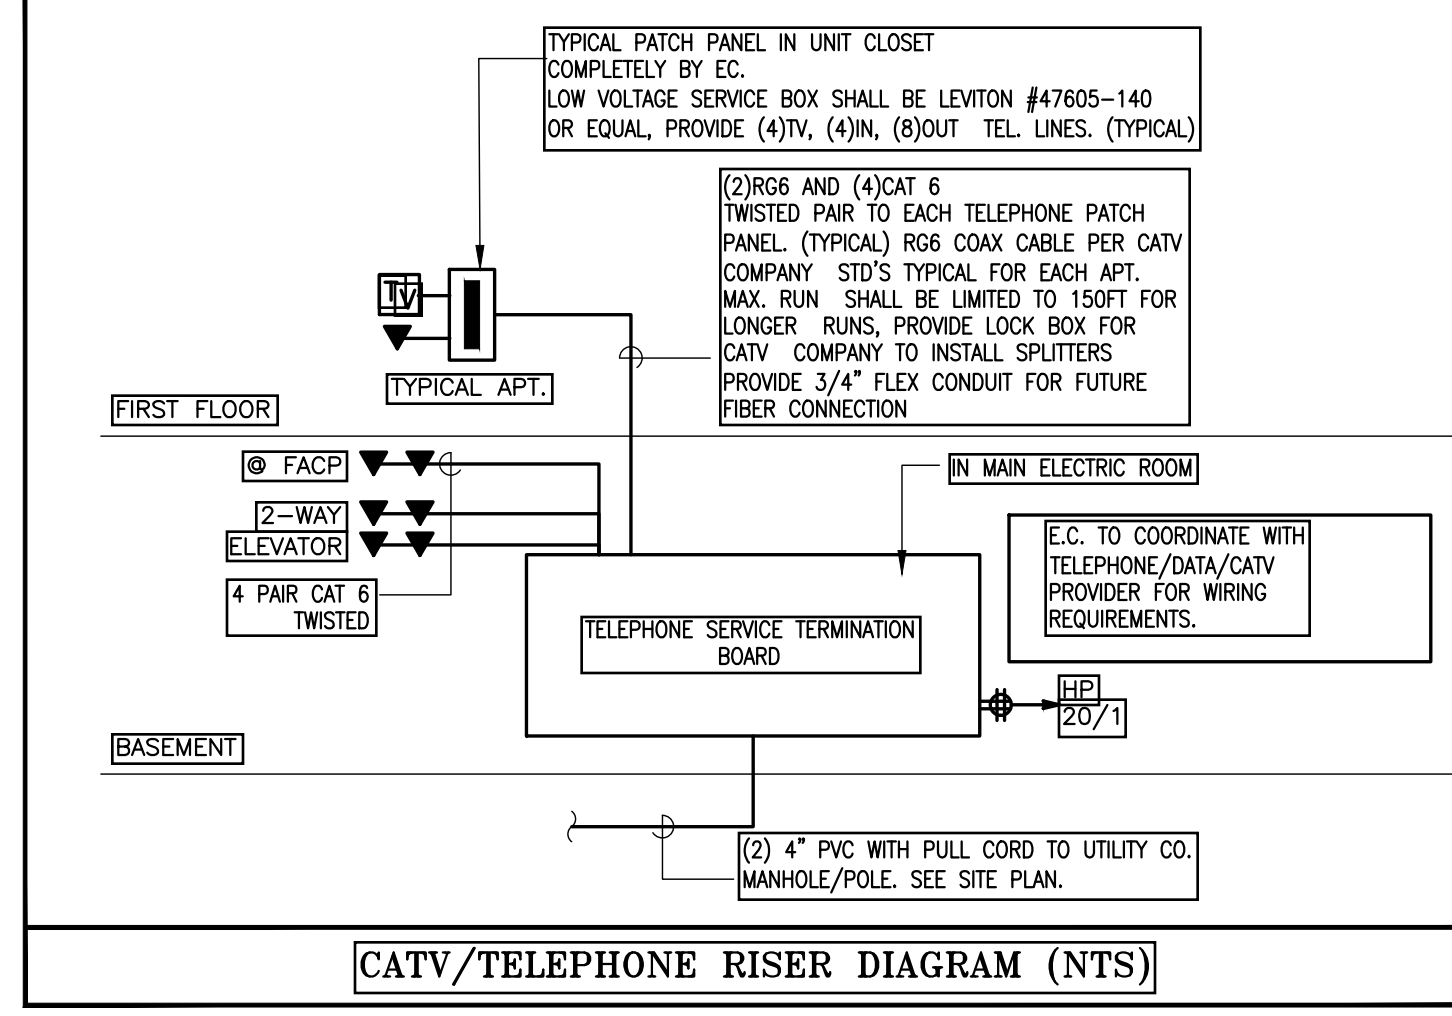 TYPICAL PATCH PANEL IN UNIT CLOSET
COMPLETELY BY EC.
LOW VOLTAGE SERVICE BOX SHALL BE LEVITON #47605-140
OR EQUAL, PROVIDE (4)TV, (4)IN, (8)OUT TEL. LINES. (TYPICAL)
(2)RG6 AND (4)CAT 6
TWISTED PAIR TO EACH TELEPHONE PATCH
PANEL. (TYPICAL) RG6 COAX CABLE PER CATV
COMPANY STD'S TYPICAL FOR EACH APT.
MAX. RUN SHALL BE LIMITED TO 150FT FOR
LONGER RUNS, PROVIDE LOCK BOX FOR
CATV COMPANY TO INSTALL SPLITTERS
PROVIDE 3/4" FLEX CONDUIT FOR FUTURE
FIBER CONNECTION
TV
TYPICAL APT.
FIRST FLOOR
@ FACP
2-WAY
ELEVATOR
4 PAIR CAT 6
TWISTED
IN MAIN ELECTRIC ROOM
E.C. TO COORDINATE WITH
TELEPHONE/DATA/CATV
PROVIDER FOR WIRING
REQUIREMENTS.
TELEPHONE SERVICE TERMINATION
BOARD
HP
20/1
BASEMENT
(2) 4" PVC WITH PULL CORD TO UTILITY CO.
MANHOLE/POLE. SEE SITE PLAN.
CATV/TELEPHONE RISER DIAGRAM (NTS)